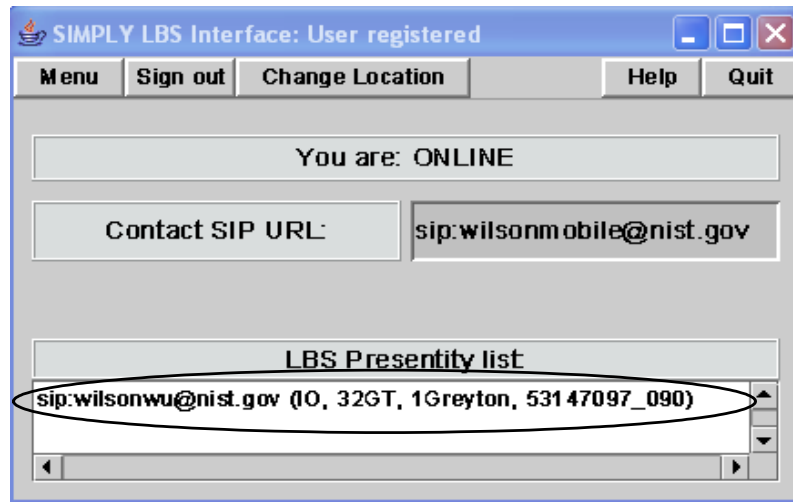 SIMPLY LBS Interface: User registered
Menu Sign out Change Location Help Quit
You are: ONLINE
Contact SIP URL: sip:wilsonmobile@nist.gov
LBS Presentity list:
sip:wilsonwu@nist.gov (IO, 32GT, 1Greyton, 53147097_090)